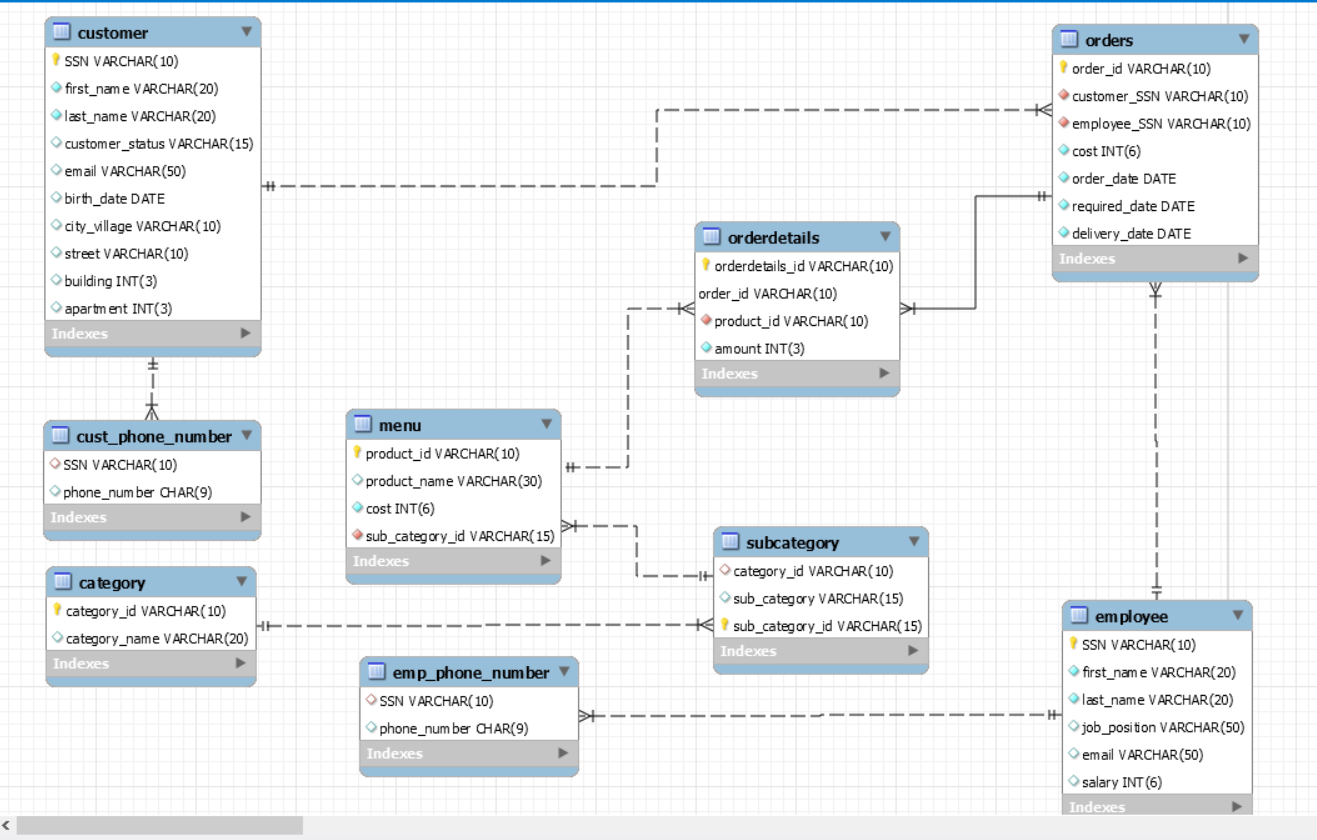 customer
SSN VARCHAR(10)
first_name VARCHAR(20)
last_name VARCHAR(20)
customer_status VARCHAR(15)
email VARCHAR(50)
birth_date DATE
city_village VARCHAR(10)
street VARCHAR(10)
building INT(3)
apartment INT(3)
Indexes
cust_phone_number
SSN VARCHAR(10)
phone_number CHAR(9)
Indexes
category
category_id VARCHAR(10)
category_name VARCHAR(20)
Indexes
menu
product_id VARCHAR(10)
product_name VARCHAR(30)
cost INT(6)
sub_category_id VARCHAR(15)
Indexes
emp_phone_number
SSN VARCHAR(10)
phone_number CHAR(9)
Indexes
orderdetails
orderdetails_id VARCHAR(10)
order_id VARCHAR(10)
product_id VARCHAR(10)
amount INT(3)
Indexes
subcategory
category_id VARCHAR(10)
sub_category VARCHAR(15)
sub_category_id VARCHAR(15)
Indexes
orders
order_id VARCHAR(10)
customer_SSN VARCHAR(10)
employee_SSN VARCHAR(10)
cost INT(6)
order_date DATE
required_date DATE
delivery_date DATE
Indexes
employee
SSN VARCHAR(10)
first_name VARCHAR(20)
last_name VARCHAR(20)
job_position VARCHAR(50)
email VARCHAR(50)
salary INT(6)
Indexes